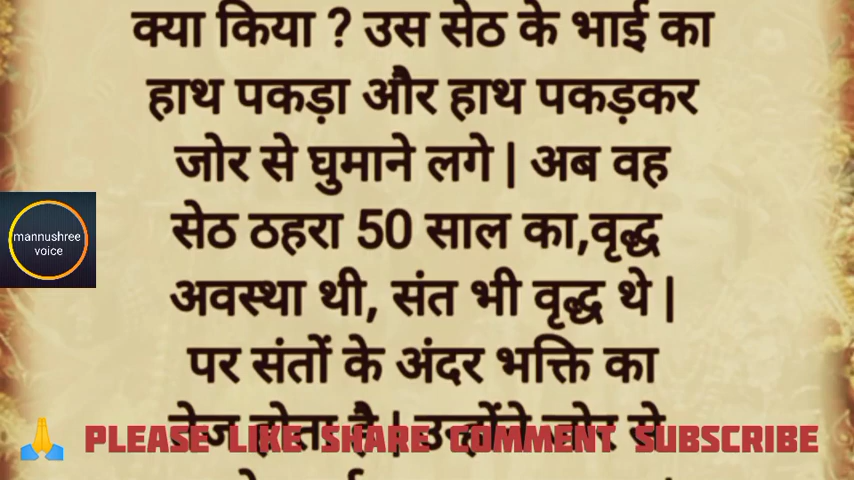 क्या किया ? उस सेठ के भाई का
हाथ पकड़ा और हाथ पकड़कर
जोर से घुमाने लगे | अब वह
सेठ ठहरा 50 साल का,वृद्ध
अवस्था थी, संत भी वृद्ध थे |
पर संतों के अंदर भक्ति का
तेज होता है | उन्होंने जोर से
mannushree
voice
PLEASE LIKE SHARE COMMENT SUBSCRIBE